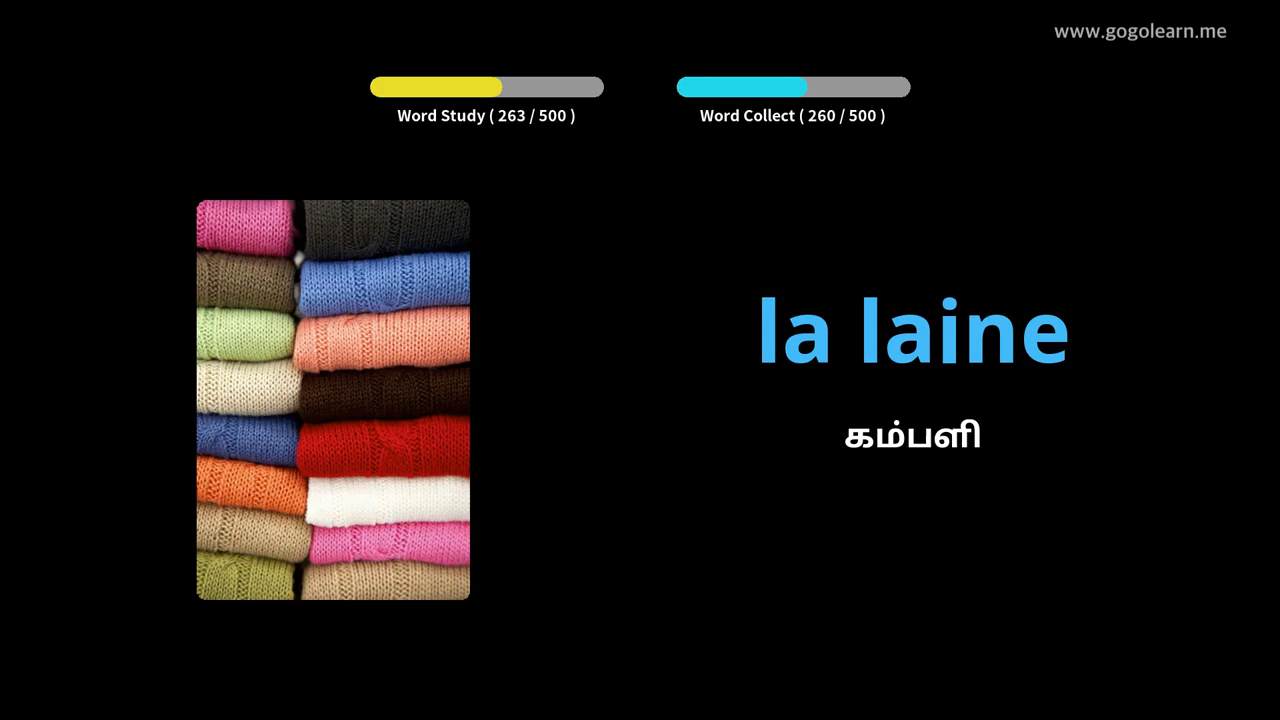 www.gogolearn.me
Word Study ( 263 / 500 )
Word Collect ( 260 / 500 )
la laine
கம்பளி